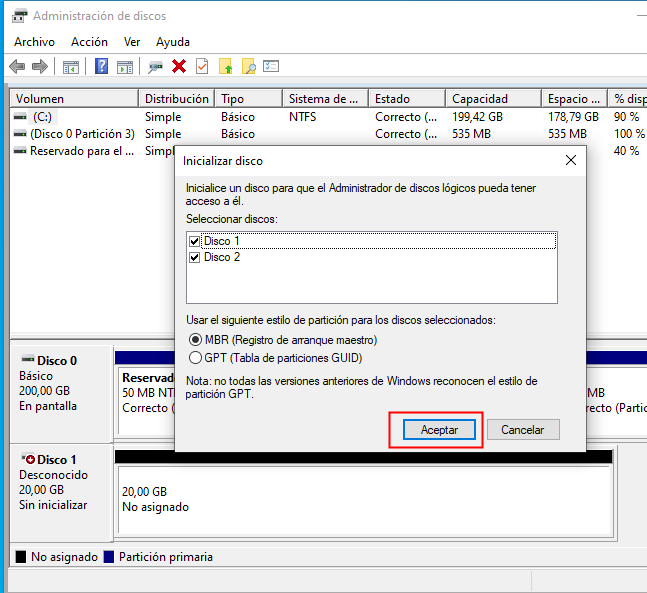 Administración de discos
Archivo Acción Ver Ayuda
Volumen Distribución Tipo Sistema de ... Estado Capacidad Espacio ... % disp
(C:) Simple Básico NTFS Correcto (... 199,42 GB 178,79 GB 90 %
(Disco 0 Partición 3) Simple Básico Correcto (... 535 MB 535 MB 100 %
Reservado para el ... 40 %
Inicializar disco
Inicialice un disco para que el Administrador de discos lógicos pueda tener
acceso a él.
Seleccionar discos:
Disco 1
Disco 2
Usar el siguiente estilo de partición para los discos seleccionados:
MBR (Registro de arranque maestro)
GPT (Tabla de particiones GUID)
Nota: no todas las versiones anteriores de Windows reconocen el estilo de
partición GPT.
Aceptar Cancelar
Disco 0
Básico
200,00 GB
En pantalla
Reservad
50 MB NT
Correcto (
MB
recto (Partic
Disco 1
Desconocido
20,00 GB
Sin inicializar
20,00 GB
No asignado
No asignado Partición primaria